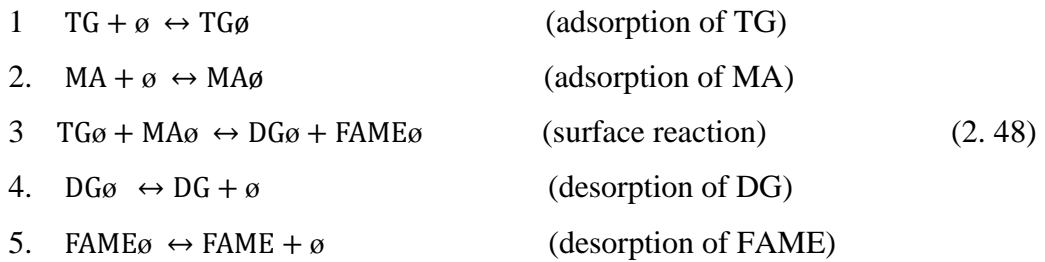 1 TG + ø ↔ TGø (adsorption of TG)
2. MA + ø ↔ MAø (adsorption of MA)
3 TGø + MAø ↔ DGø + FAMEø (surface reaction) (2. 48)
4. DGø ↔ DG + ø (desorption of DG)
5. FAMEø ↔ FAME + ø (desorption of FAME)